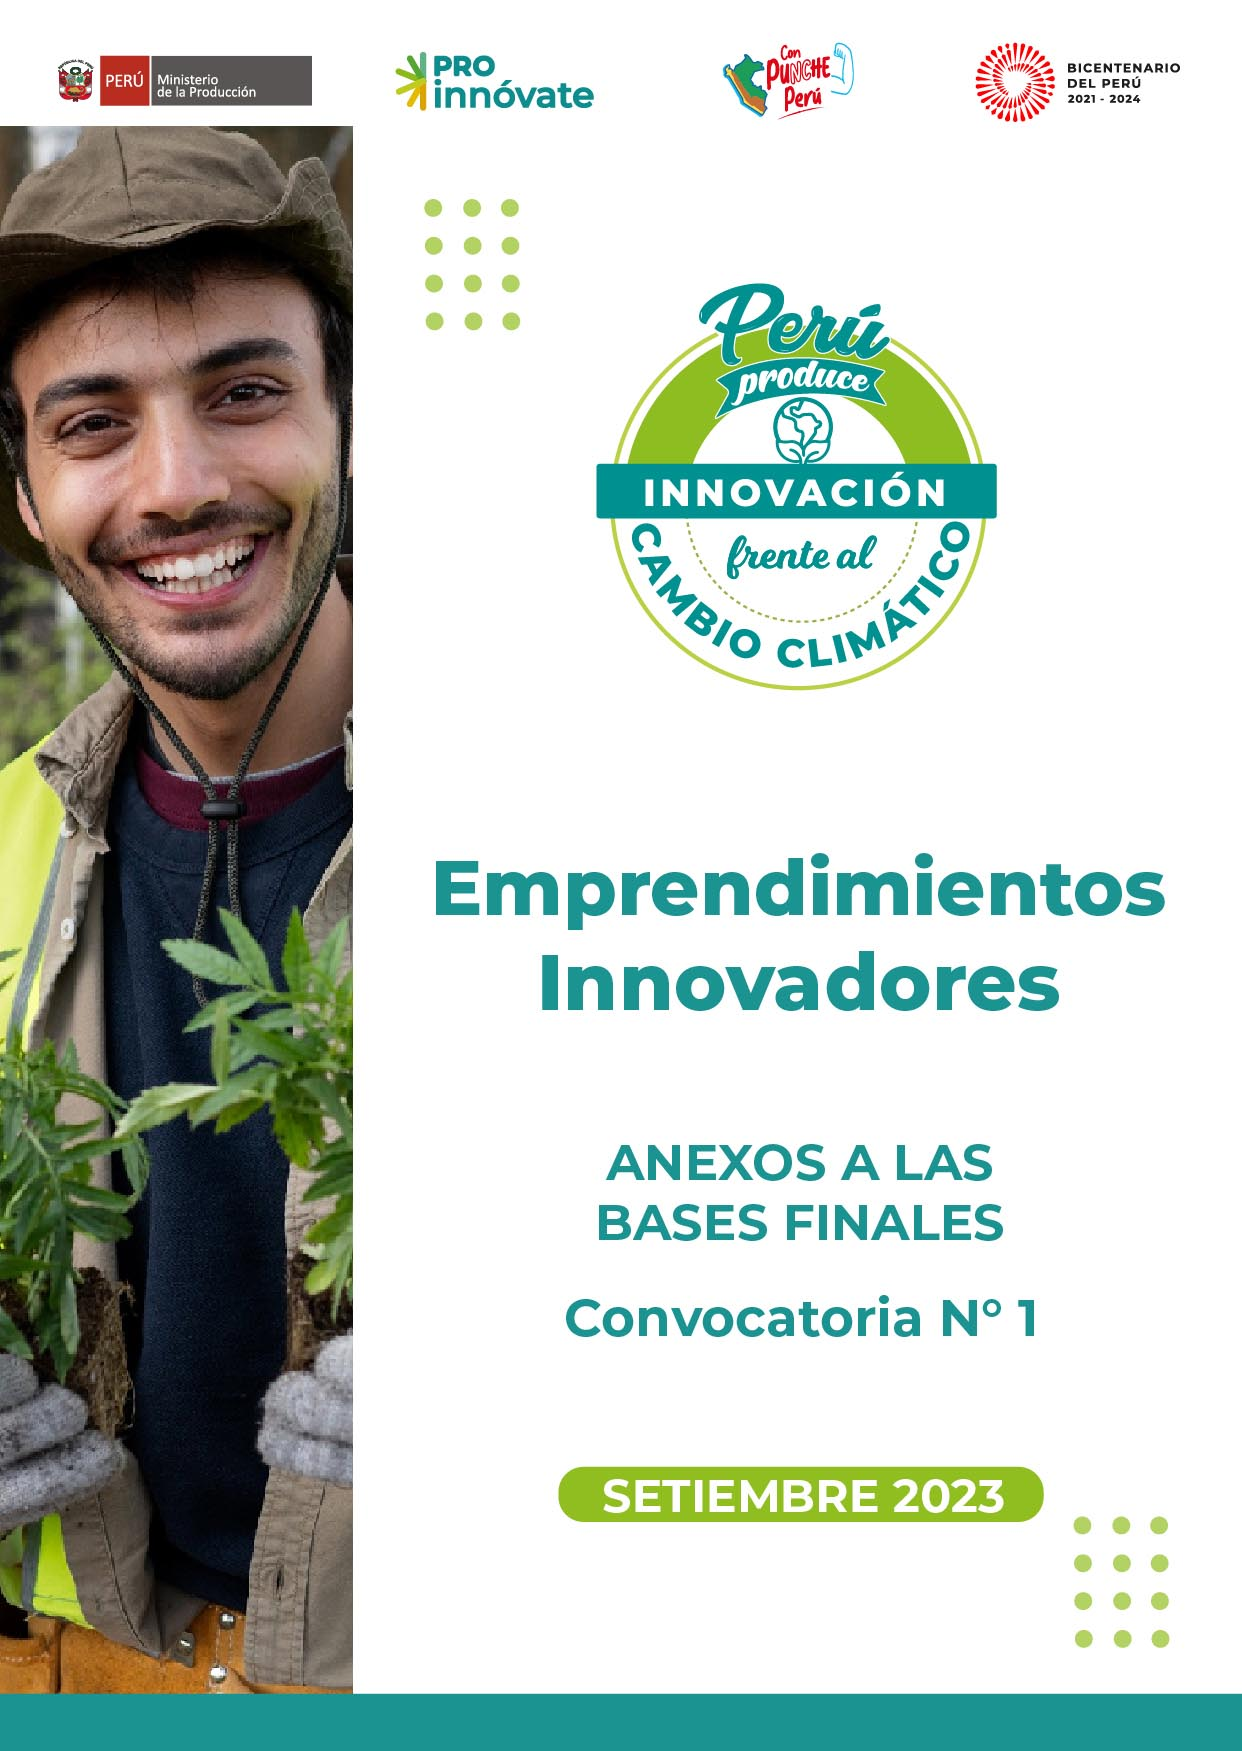 PERÚ
Ministerio
de la Producción
PRO
innóvate
Con
PUNCHE
Perú
BICENTENARIO
DEL PERÚ
2021 - 2024
Perú
produce
INNOVACIÓN
frente al
CAMBIO CLIMÁTICO
Emprendimientos
Innovadores
ANEXOS A LAS
BASES FINALES
Convocatoria N° 1
SETIEMBRE 2023